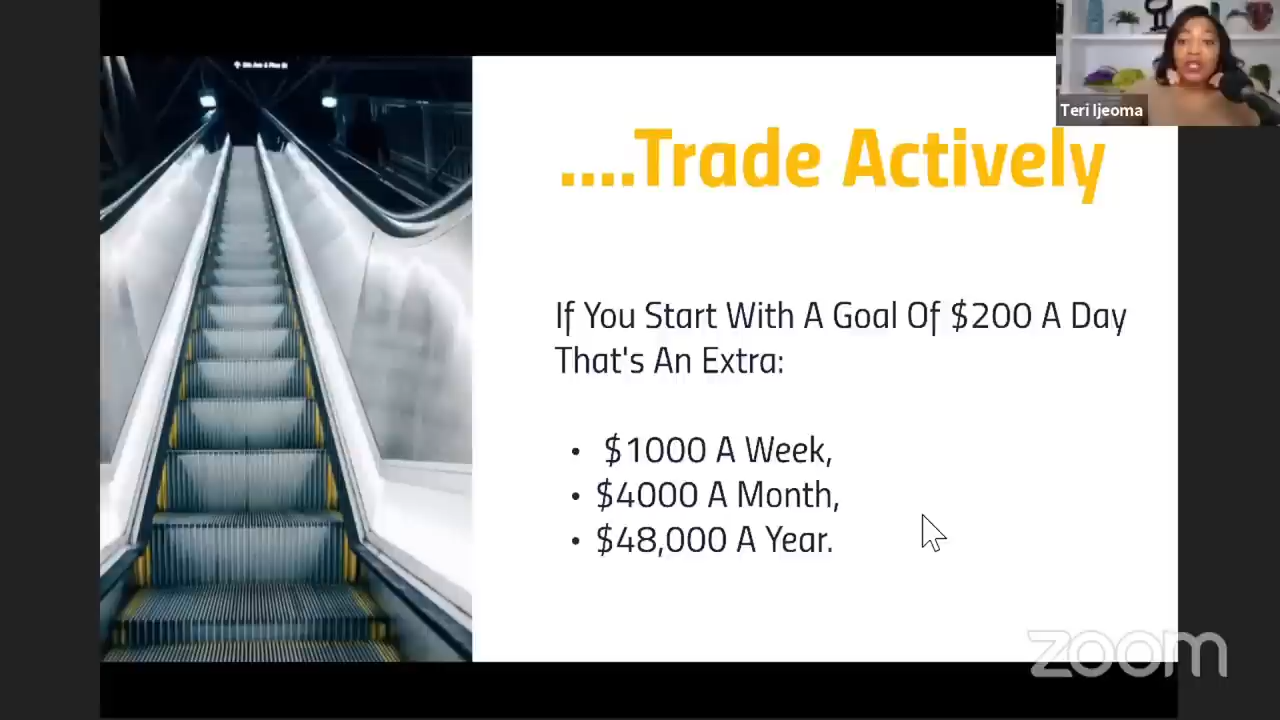 Teri Ijeoma
....Trade Actively
If You Start With A Goal Of $200 A Day
That's An Extra:
• $1000 A Week,
• $4000 A Month,
• $48,000 A Year.
zoom